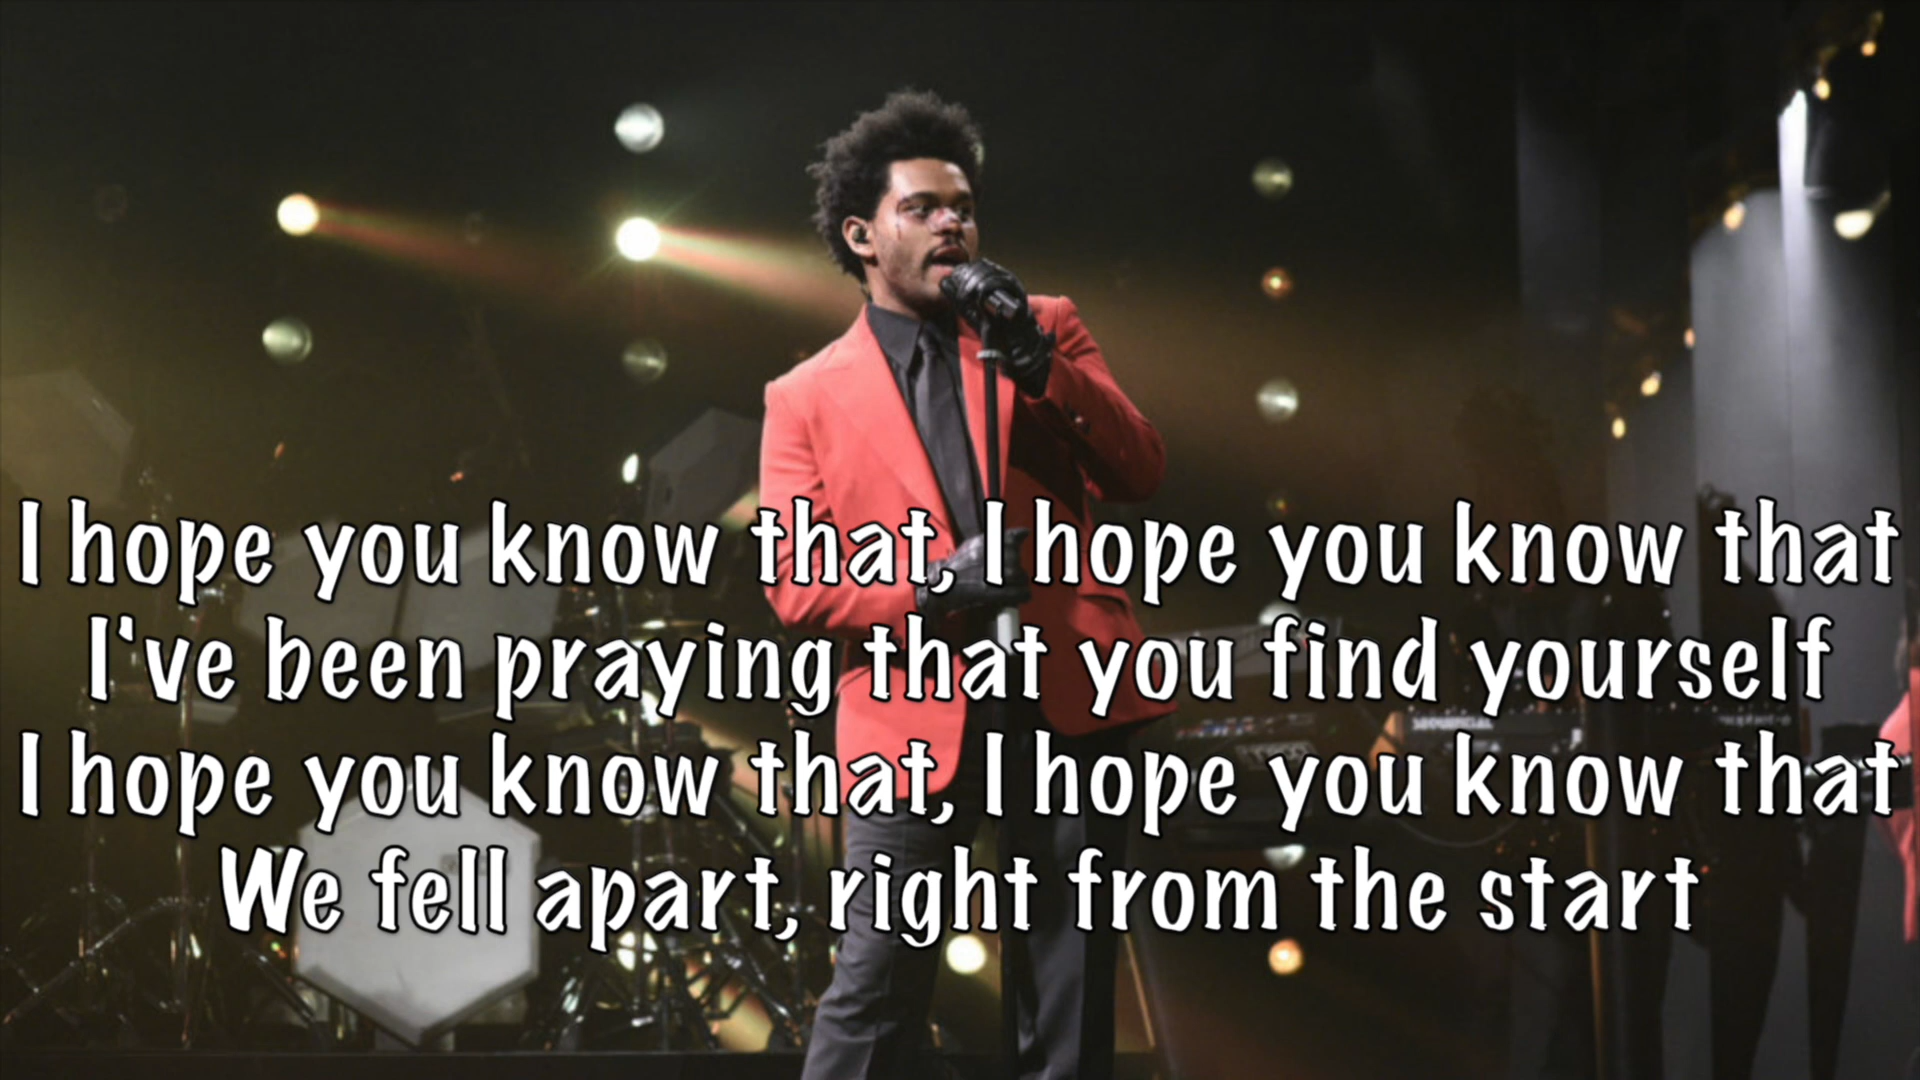 I hope you know that, I hope you know that
I've been praying that you find yourself
I hope you know that, I hope you know that
We fell apart, right from the start
SEQUENTIAL